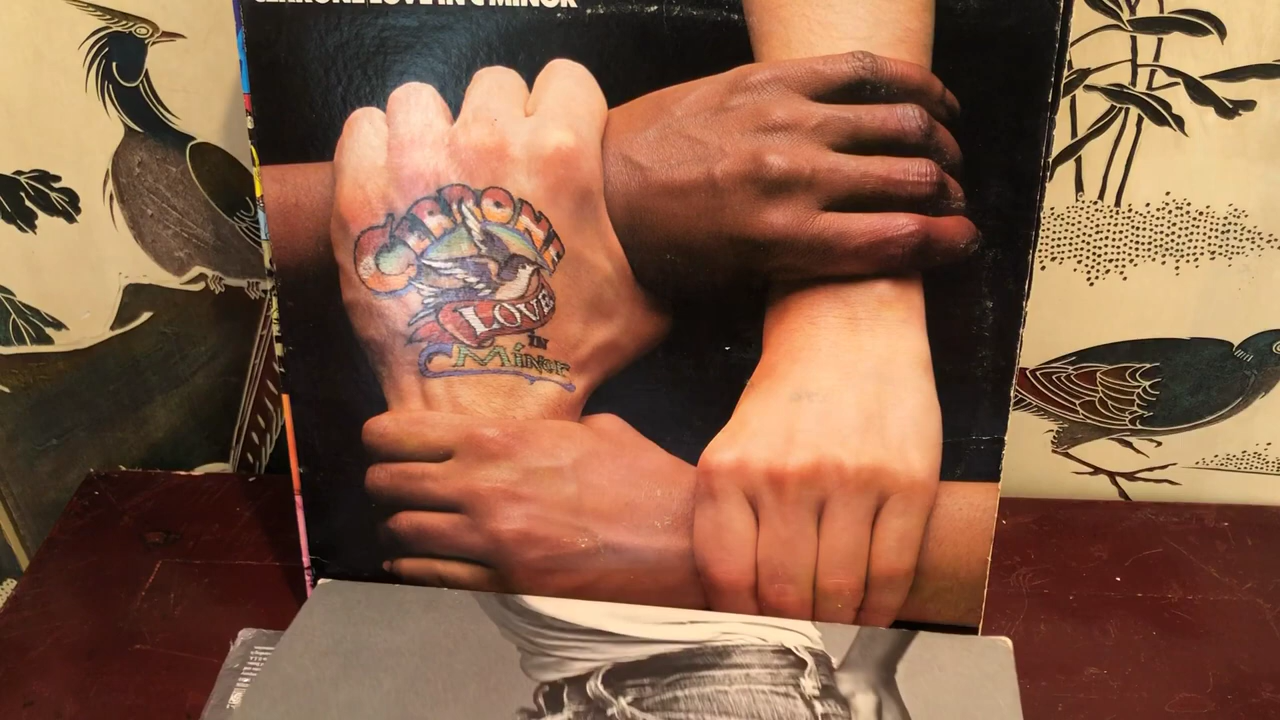 CERRONE LOVE IN C MINOR
CERRONE
LOVE
IN
MiNOR